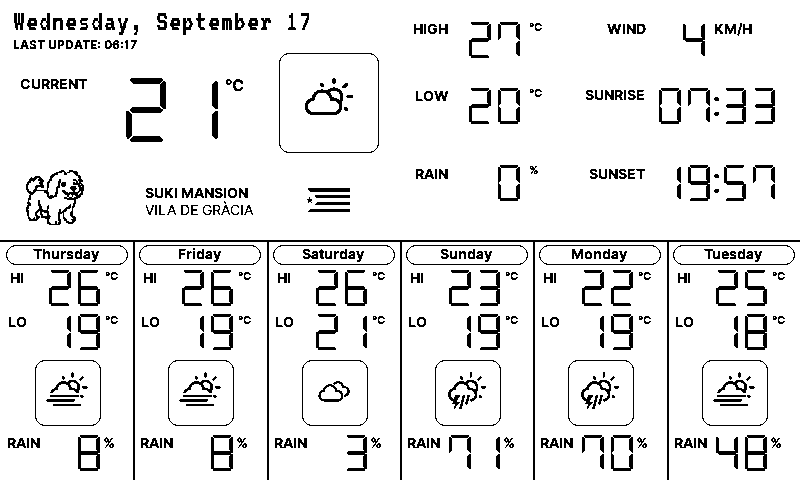 Wednesday, September 17
LAST UPDATE: 06:17
CURRENT 21 °C
HIGH 27 °C
LOW 20 °C
RAIN 0 %
WIND 4 KM/H
SUNRISE 07:33
SUNSET 19:57
SUKI MANSION
VILA DE GRÀCIA
Thursday
HI 26 °C
LO 19 °C
RAIN 8 %
Friday
HI 26 °C
LO 19 °C
RAIN 8 %
Saturday
HI 26 °C
LO 21 °C
RAIN 3 %
Sunday
HI 23 °C
LO 19 °C
RAIN 71 %
Monday
HI 22 °C
LO 19 °C
RAIN 70 %
Tuesday
HI 25 °C
LO 18 °C
RAIN 48 %